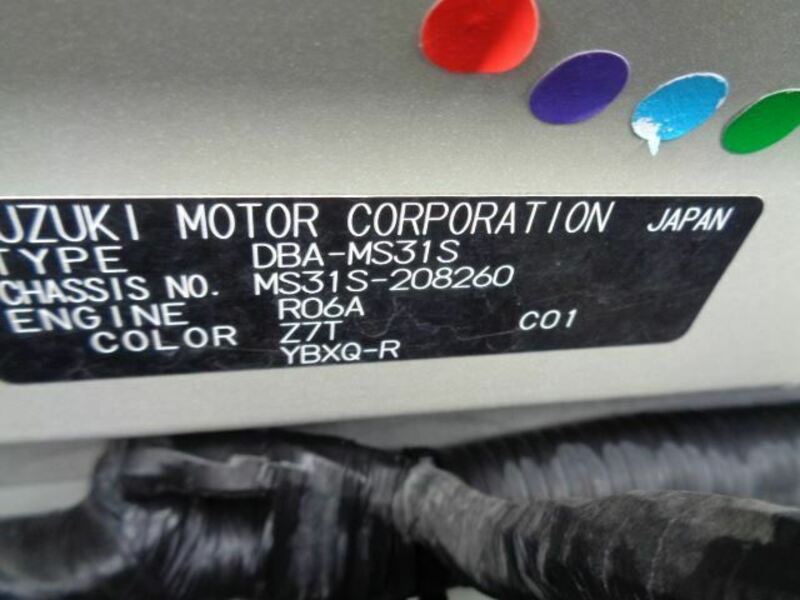 UZUKI MOTOR CORPORATION JAPAN
TYPE DBA-MS31S
CHASSIS NO. MS31S-208260
ENGINE R06A
COLOR Z7T C01
YBXQ-R